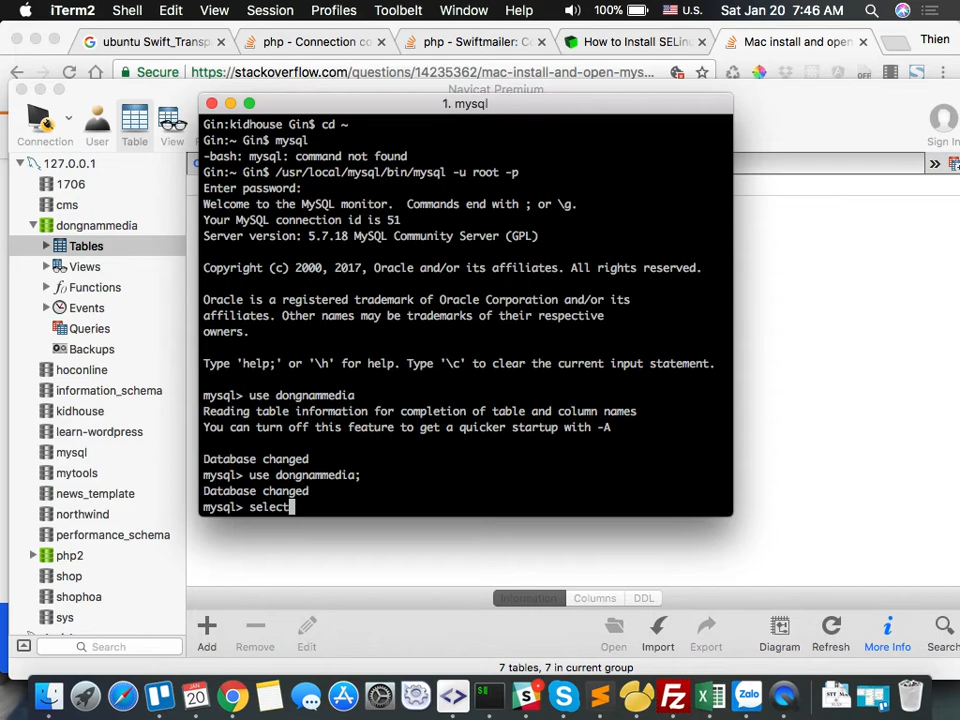 iTerm2 Shell Edit View Session Profiles Toolbelt Window Help 100% U.S. Sat Jan 20 7:46 AM
ubuntu Swift_Transp php - Connection co php - Swiftmailer: Co How to Install SELinu Mac install and open Thien
Secure https://stackoverflow.com/questions/14235362/mac-install-and-open-mys...
Navicat Premium
Connection User Table View Sign In
1. mysql
Gin:kidhouse Gin$ cd ~
Gin:~ Gin$ mysql
-bash: mysql: command not found
Gin:~ Gin$ /usr/local/mysql/bin/mysql -u root -p
Enter password:
Welcome to the MySQL monitor.  Commands end with ; or \g.
Your MySQL connection id is 51
Server version: 5.7.18 MySQL Community Server (GPL)
Copyright (c) 2000, 2017, Oracle and/or its affiliates. All rights reserved.
Oracle is a registered trademark of Oracle Corporation and/or its
affiliates. Other names may be trademarks of their respective
owners.
Type 'help;' or '\h' for help. Type '\c' to clear the current input statement.
mysql> use dongnammedia
Reading table information for completion of table and column names
You can turn off this feature to get a quicker startup with -A
Database changed
mysql> use dongnammedia;
Database changed
mysql> select
127.0.0.1
1706
cms
dongnammedia
Tables
Views
Functions
Events
Queries
Backups
hoconline
information_schema
kidhouse
learn-wordpress
mysql
mytools
news_template
northwind
performance_schema
php2
shop
shophoa
sys
Search
Information Columns DDL
Add Remove Edit Open Import Export Diagram Refresh More Info Search
7 tables, 7 in current group
JAN
20
Zalo